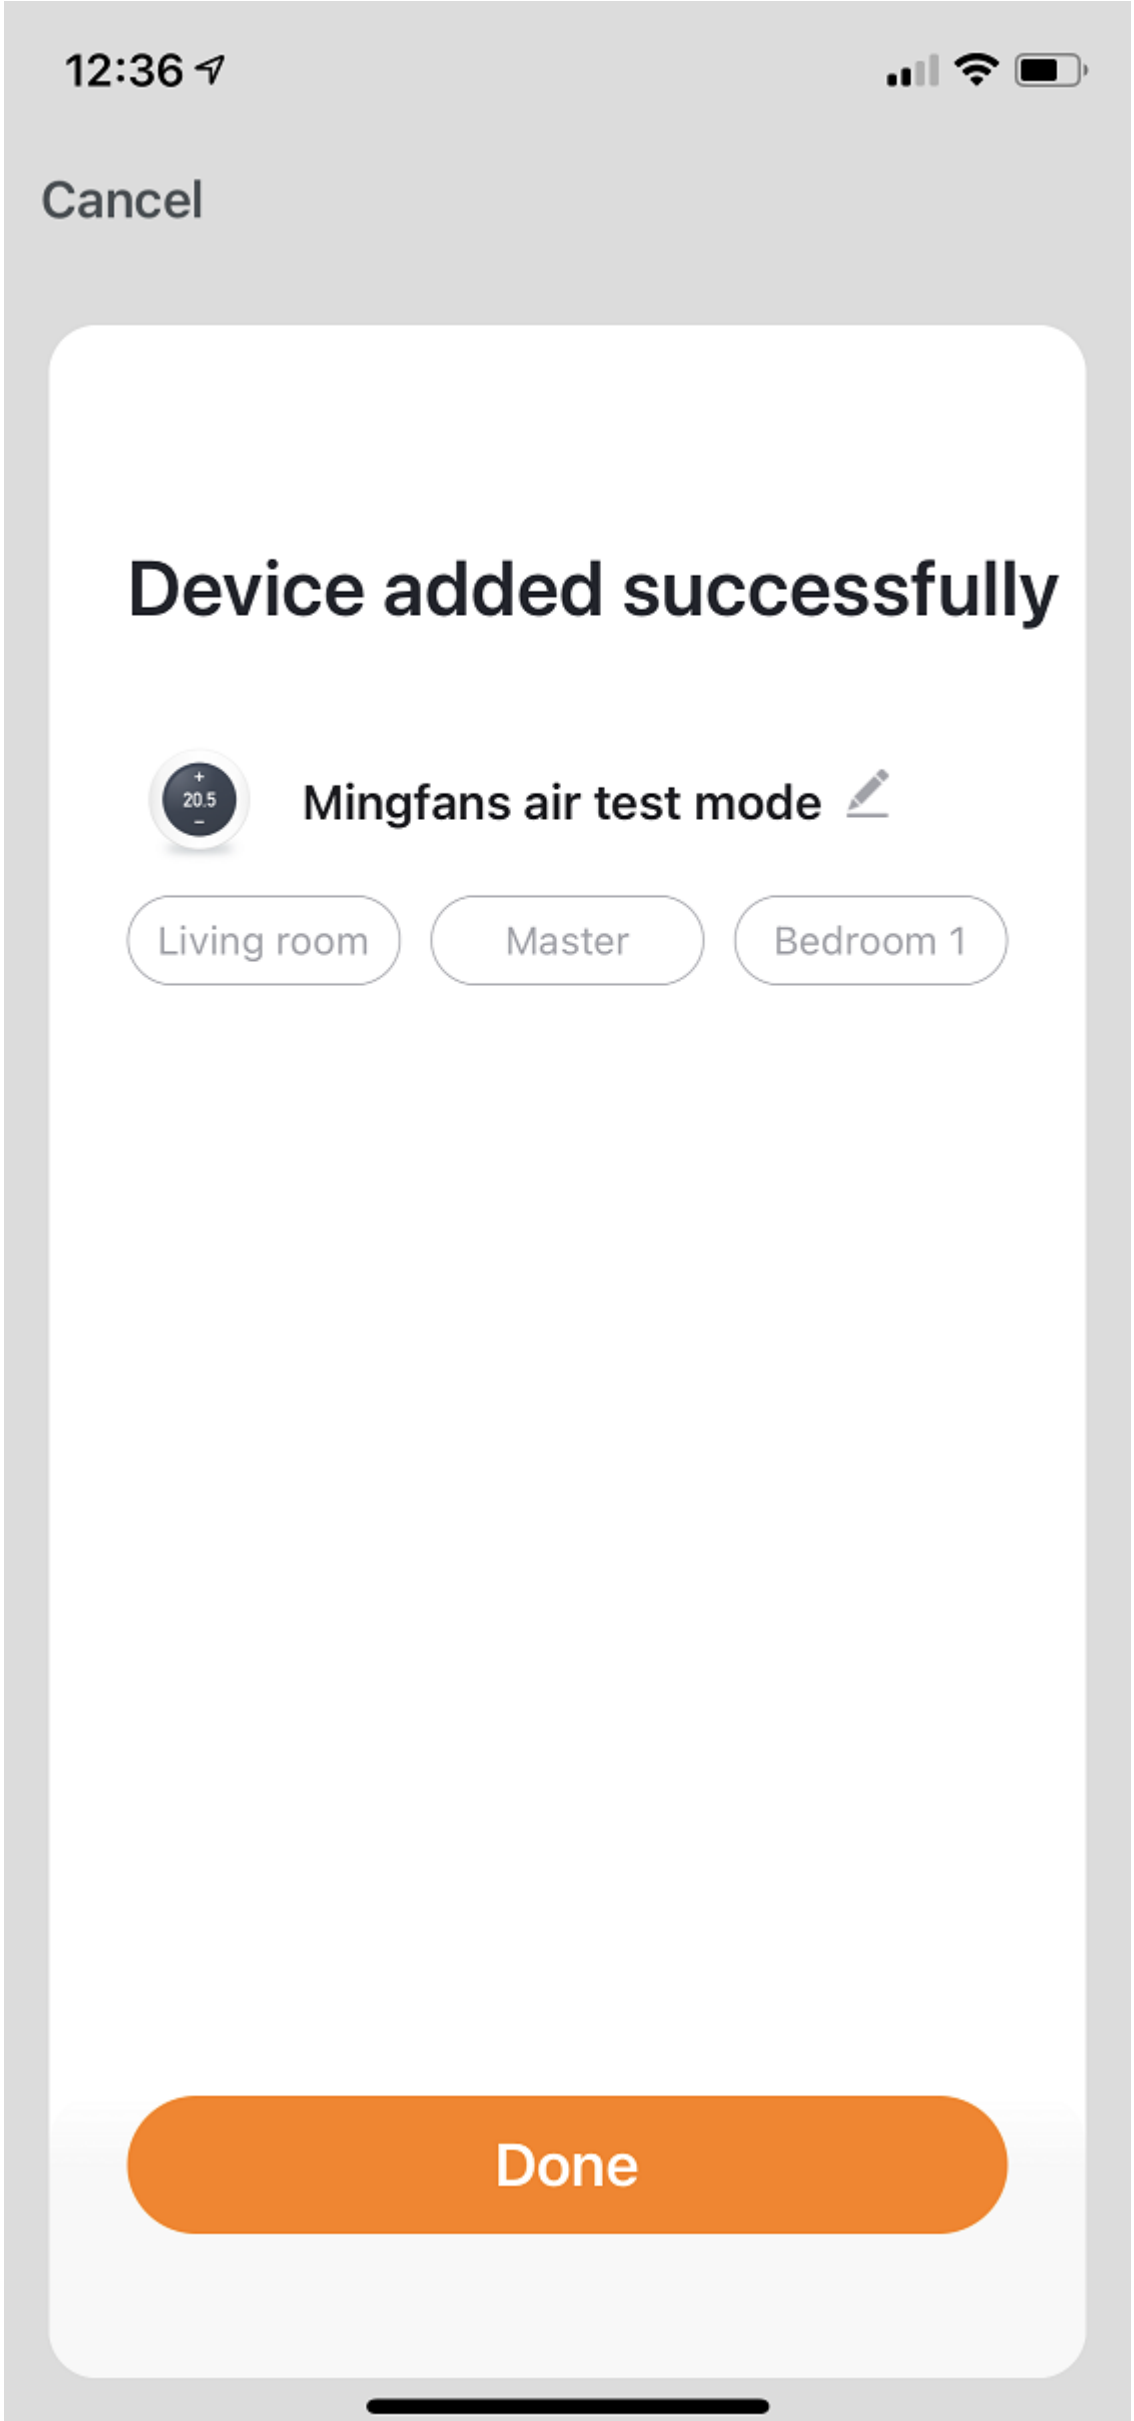 12:36
Cancel
Device added successfully
+
20.5
−
Mingfans air test mode
Living room Master Bedroom 1
Done